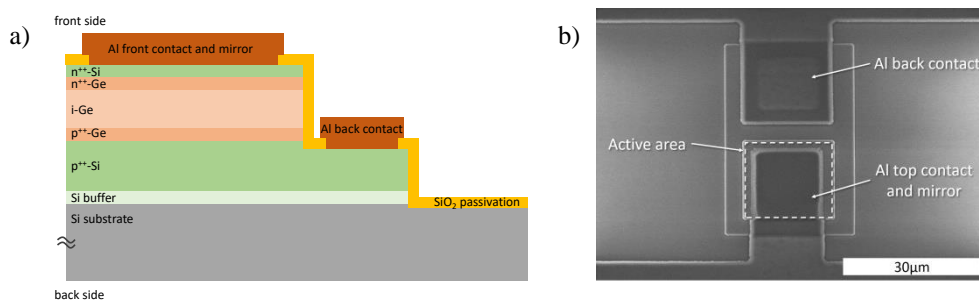 a)
front side
Al front contact and mirror
n⁺⁺-Si
n⁺⁺-Ge
i-Ge
p⁺⁺-Ge
Al back contact
p⁺⁺-Si
Si buffer
SiO₂ passivation
Si substrate
back side
b)
Al back contact
Active area
Al top contact
and mirror
30μm